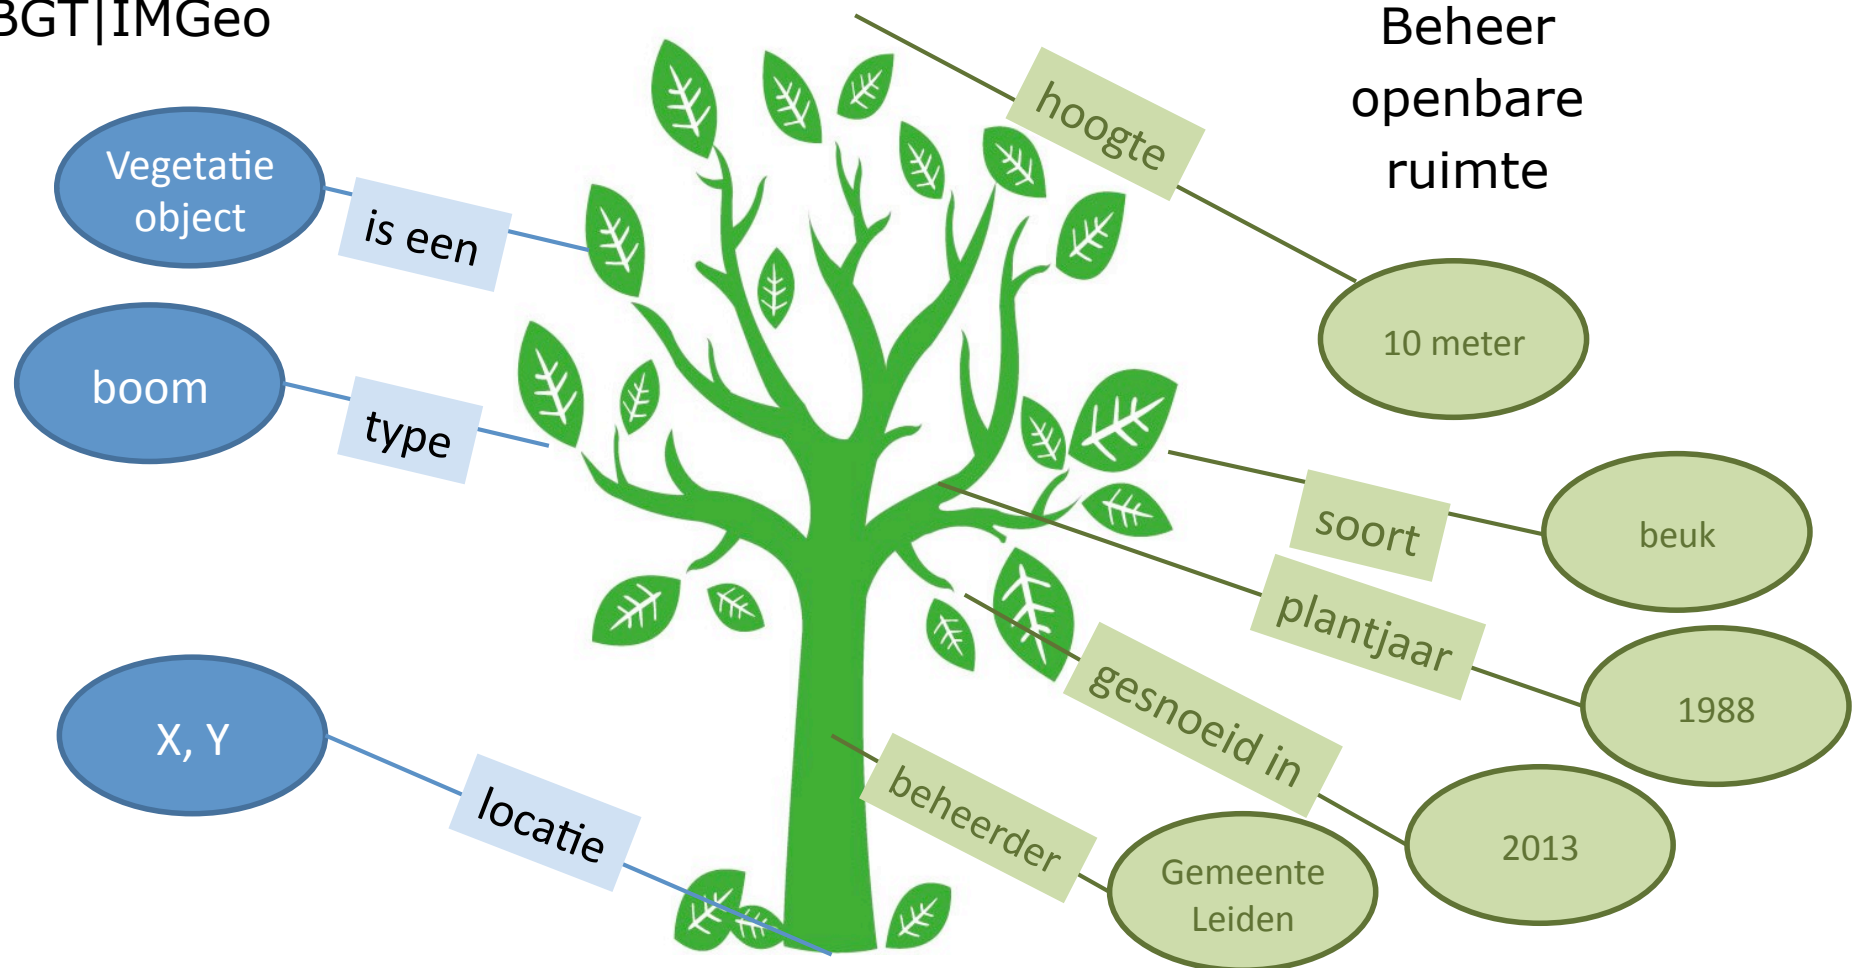 BGT|IMGeo
Vegetatie
object
is een
boom
type
X, Y
locatie
Beheer
openbare
ruimte
hoogte
10 meter
soort
beuk
plantjaar
1988
gesnoeid in
2013
beheerder
Gemeente
Leiden